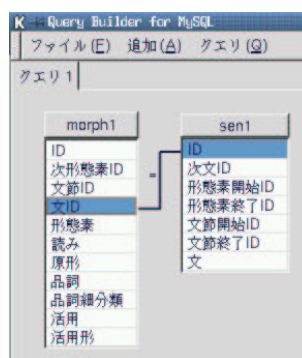 K Query Builder for MySQL
ファイル(F) 追加(A) クエリ(Q)
クエリ1
morph1
ID
次形態素ID
文節ID
文ID
形態素
読み
原形
品詞
品詞細分類
活用
活用形
=
sen1
ID
次文ID
形態素開始ID
形態素終了ID
文節開始ID
文節終了ID
文